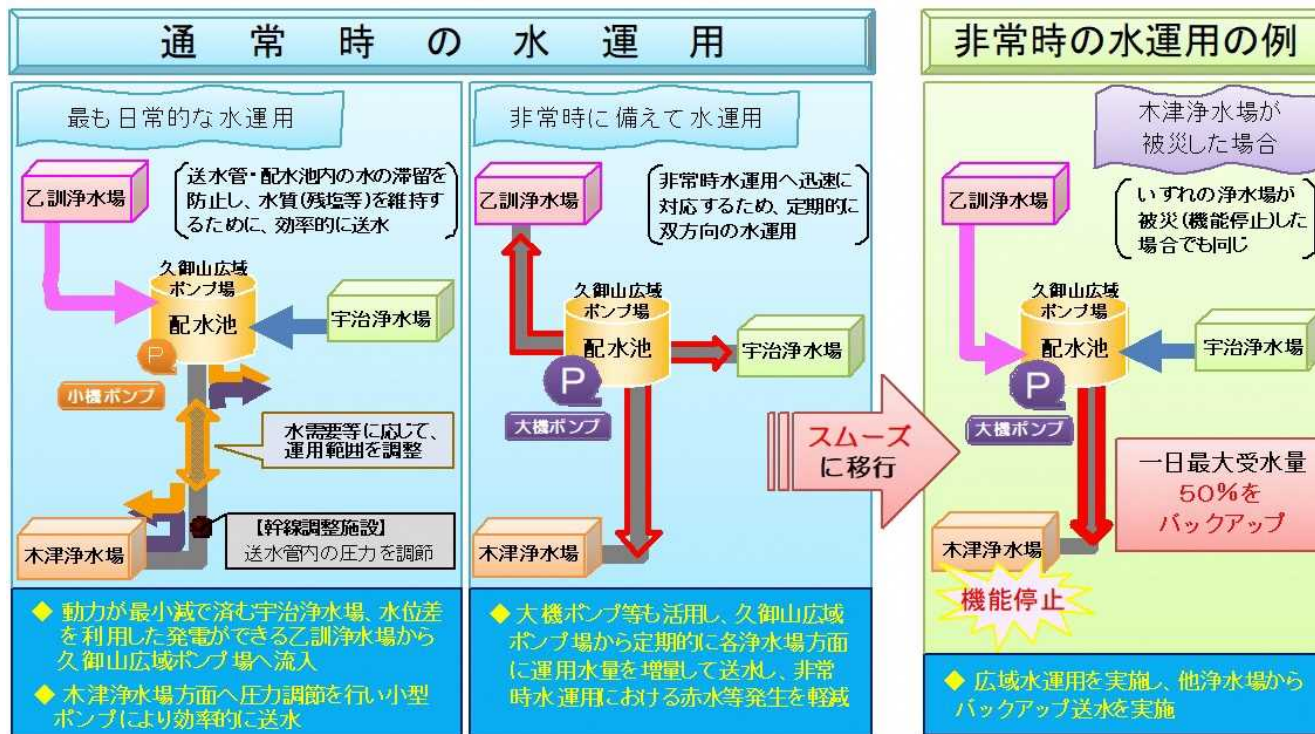 通常時の水運用
最も日常的な水運用
乙訓浄水場
送水管・配水池内の水の滞留を
防止し、水質(残塩等)を維持す
るために、効率的に送水
久御山広域
ポンプ場
配水池
宇治浄水場
P
小機ポンプ
水需要等に応じて、
運用範囲を調整
木津浄水場
【幹線調整施設】
送水管内の圧力を調節
◆ 動力が最小減で済む宇治浄水場、水位差
を利用した発電ができる乙訓浄水場から
久御山広域ポンプ場へ流入
◆ 木津浄水場方面へ圧力調節を行い小型
ポンプにより効率的に送水
非常時に備えて水運用
乙訓浄水場
非常時水運用へ迅速に
対応するため、定期的に
双方向の水運用
久御山広域
ポンプ場
配水池
宇治浄水場
P
大機ポンプ
木津浄水場
◆ 大機ポンプ等も活用し、久御山広域
ポンプ場から定期的に各浄水場方面
に運用水量を増量して送水し、非常
時水運用における赤水等発生を軽減
スムーズ
に移行
非常時の水運用の例
木津浄水場が
被災した場合
乙訓浄水場
いずれの浄水場が
被災(機能停止)した
場合でも同じ
久御山広域
ポンプ場
配水池
宇治浄水場
P
大機ポンプ
一日最大受水量
50%を
バックアップ
木津浄水場
機能停止
◆ 広域水運用を実施し、他浄水場から
バックアップ送水を実施